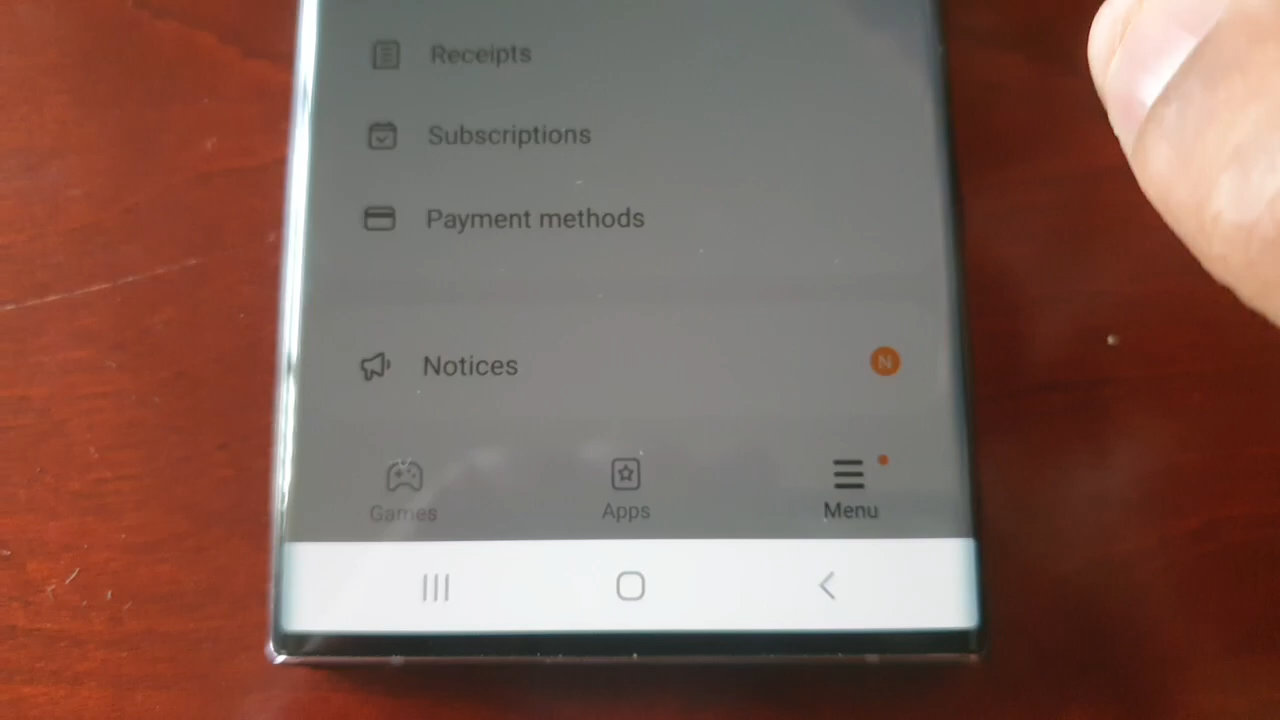 Receipts
Subscriptions
Payment methods
Notices
N
Games
Apps
Menu